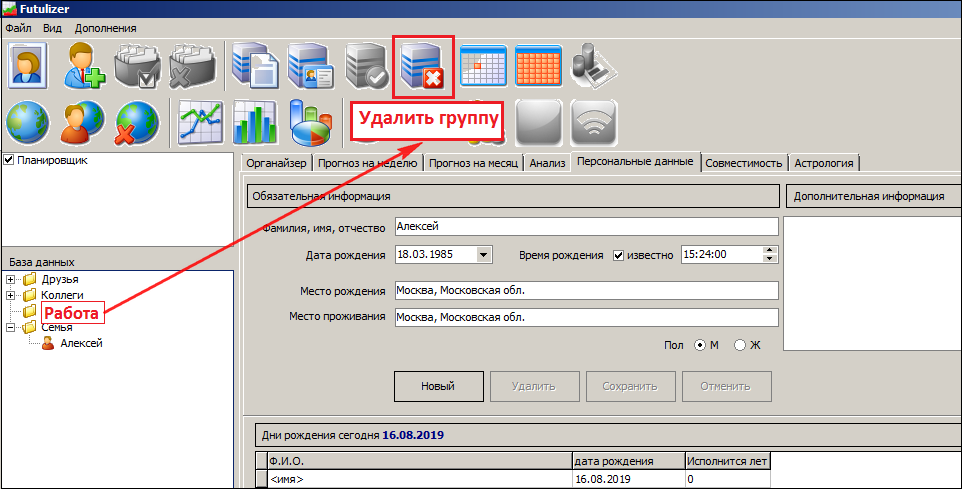 Futulizer
Файл Вид Дополнения
Удалить группу
Планировщик
Органайзер Прогноз на неделю Прогноз на месяц Анализ Персональные данные Совместимость Астрология
Обязательная информация Дополнительная информация
Фамилия, имя, отчество Алексей
Дата рождения 18.03.1985 Время рождения известно 15:24:00
Место рождения Москва, Московская обл.
Место проживания Москва, Московская обл.
Пол М Ж
Новый Удалить Сохранить Отменить
База данных
Друзья
Коллеги
Работа
Семья
Алексей
Дни рождения сегодня 16.08.2019
Ф.И.О. дата рождения Исполнится лет
<имя> 16.08.2019 0